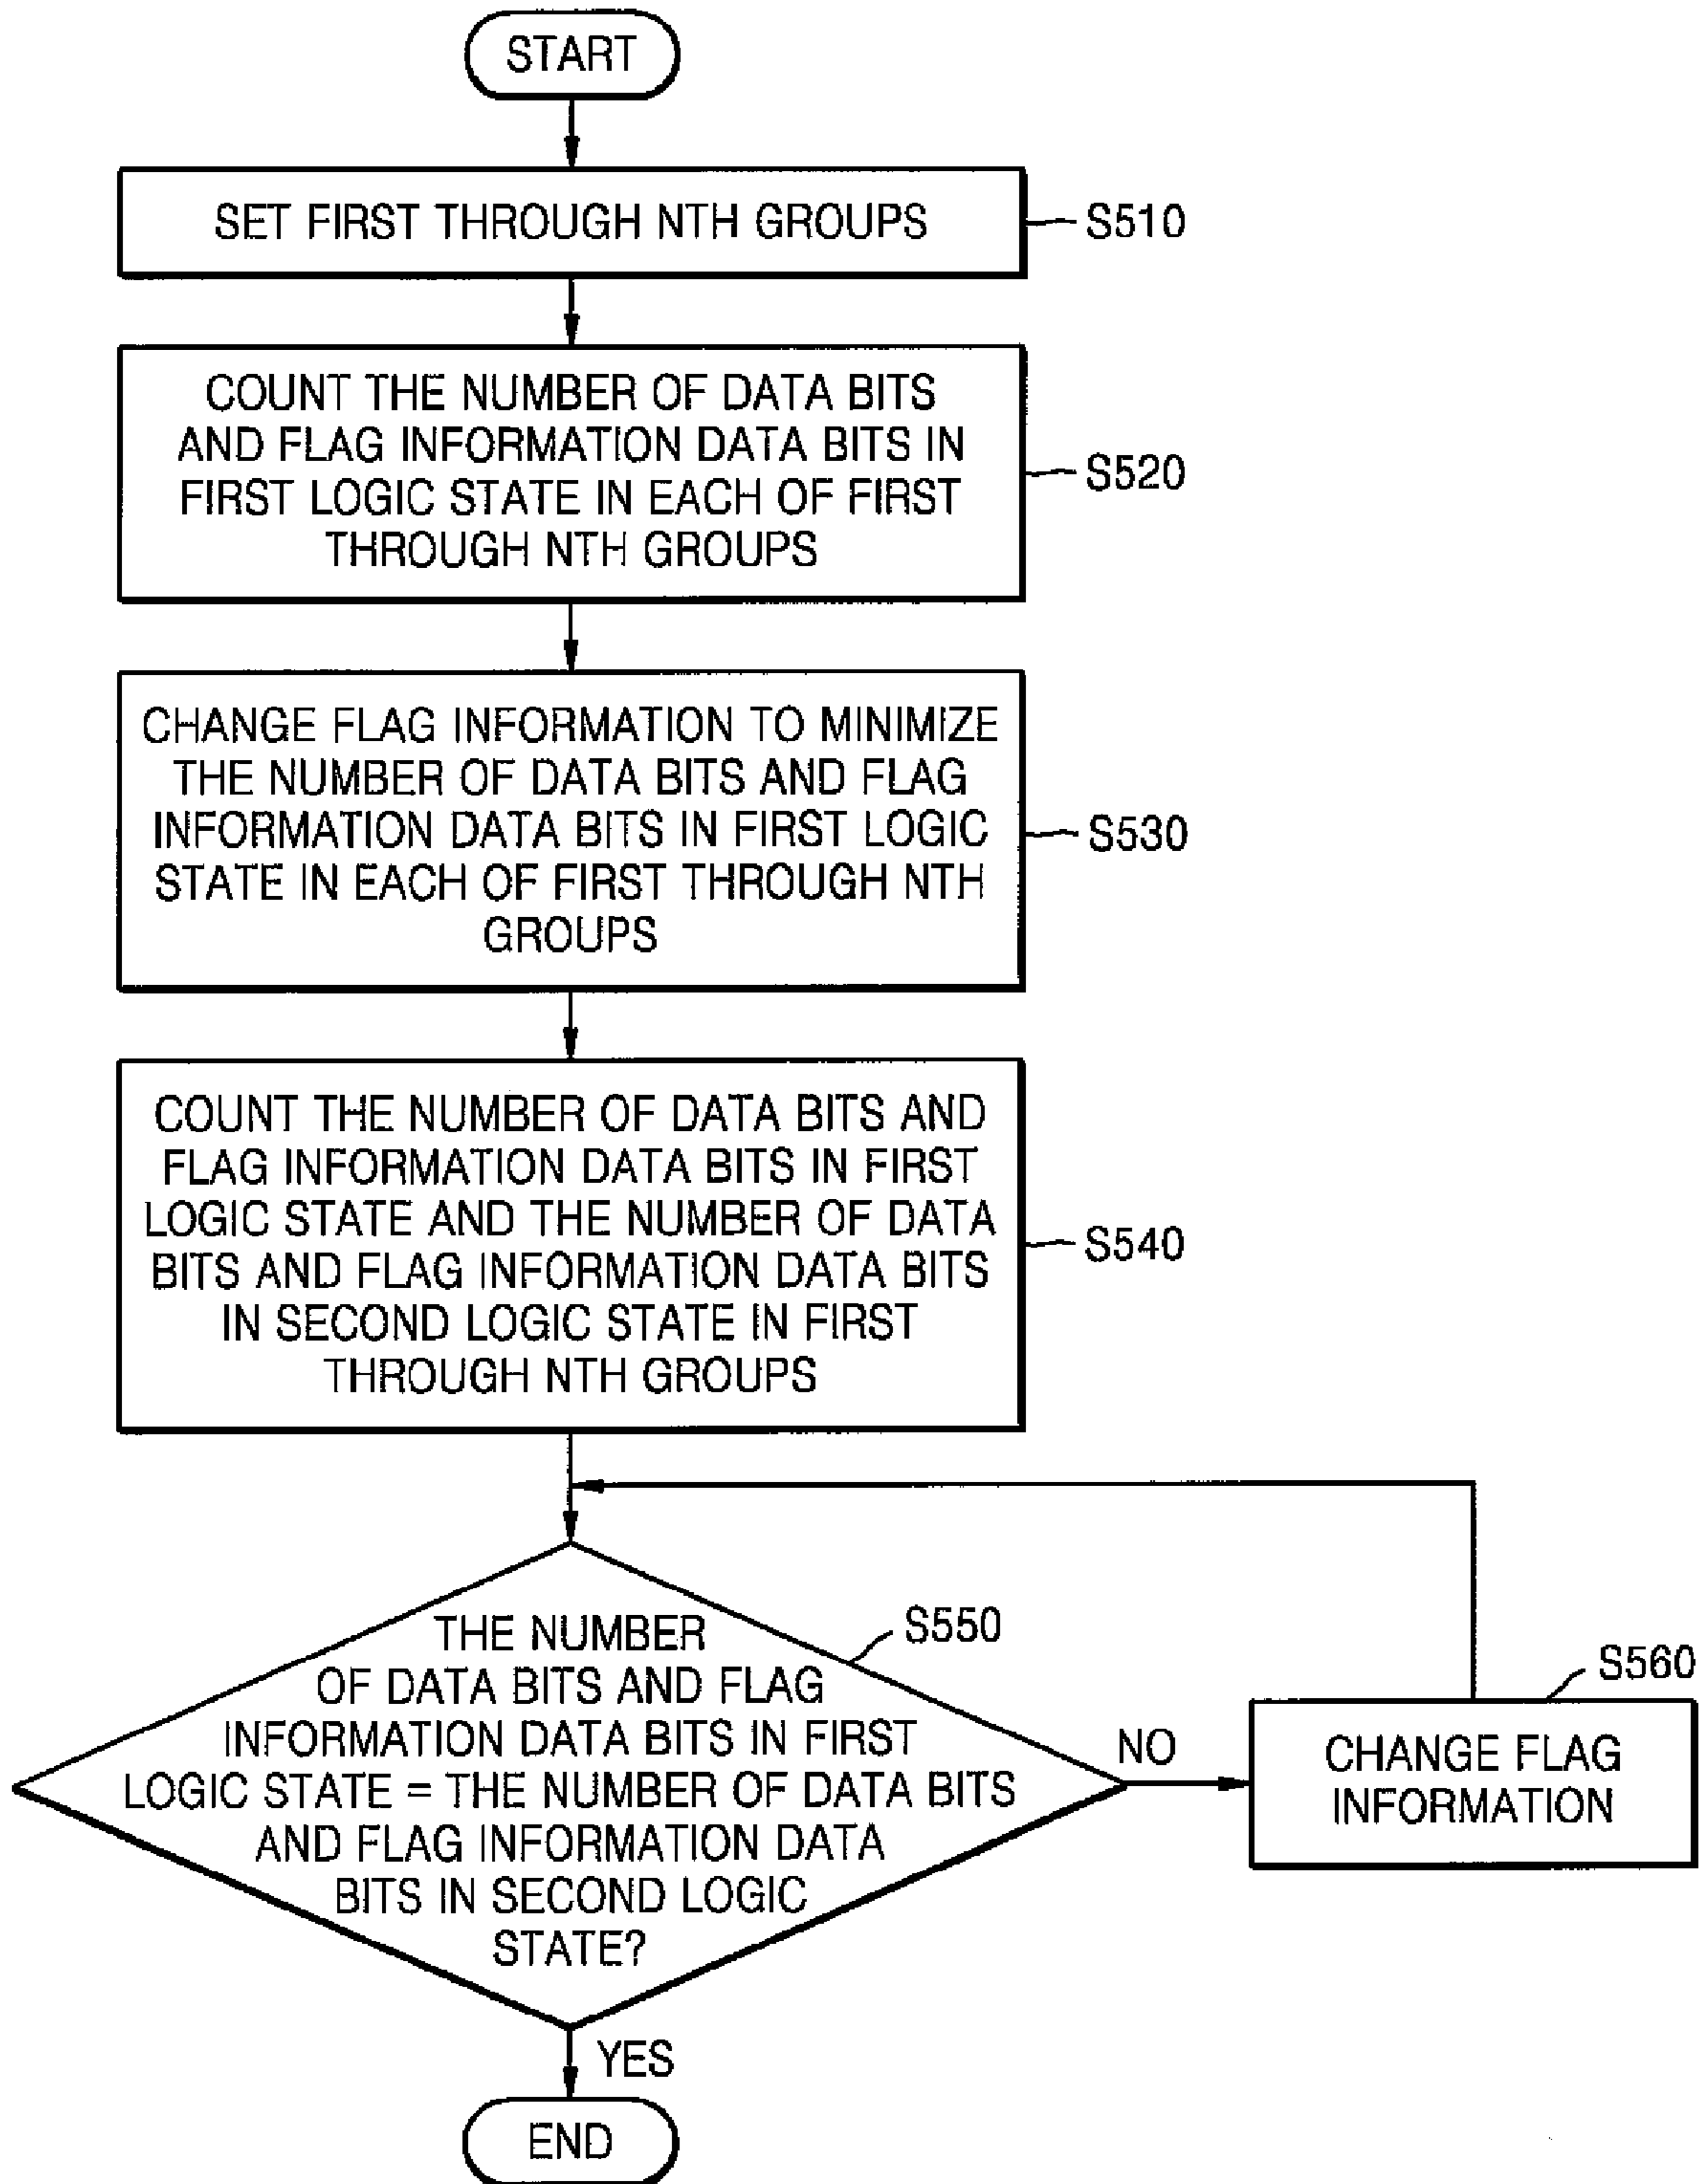 START
SET FIRST THROUGH NTH GROUPS
S510
COUNT THE NUMBER OF DATA BITS
AND FLAG INFORMATION DATA BITS IN
FIRST LOGIC STATE IN EACH OF FIRST
THROUGH NTH GROUPS
S520
CHANGE FLAG INFORMATION TO MINIMIZE
THE NUMBER OF DATA BITS AND FLAG
INFORMATION DATA BITS IN FIRST LOGIC
STATE IN EACH OF FIRST THROUGH NTH
GROUPS
S530
COUNT THE NUMBER OF DATA BITS AND
FLAG INFORMATION DATA BITS IN FIRST
LOGIC STATE AND THE NUMBER OF DATA
BITS AND FLAG INFORMATION DATA BITS
IN SECOND LOGIC STATE IN FIRST
THROUGH NTH GROUPS
S540
THE NUMBER
OF DATA BITS AND FLAG
INFORMATION DATA BITS IN FIRST
LOGIC STATE = THE NUMBER OF DATA BITS
AND FLAG INFORMATION DATA
BITS IN SECOND LOGIC
STATE?
S550
NO
S560
CHANGE FLAG
INFORMATION
YES
END